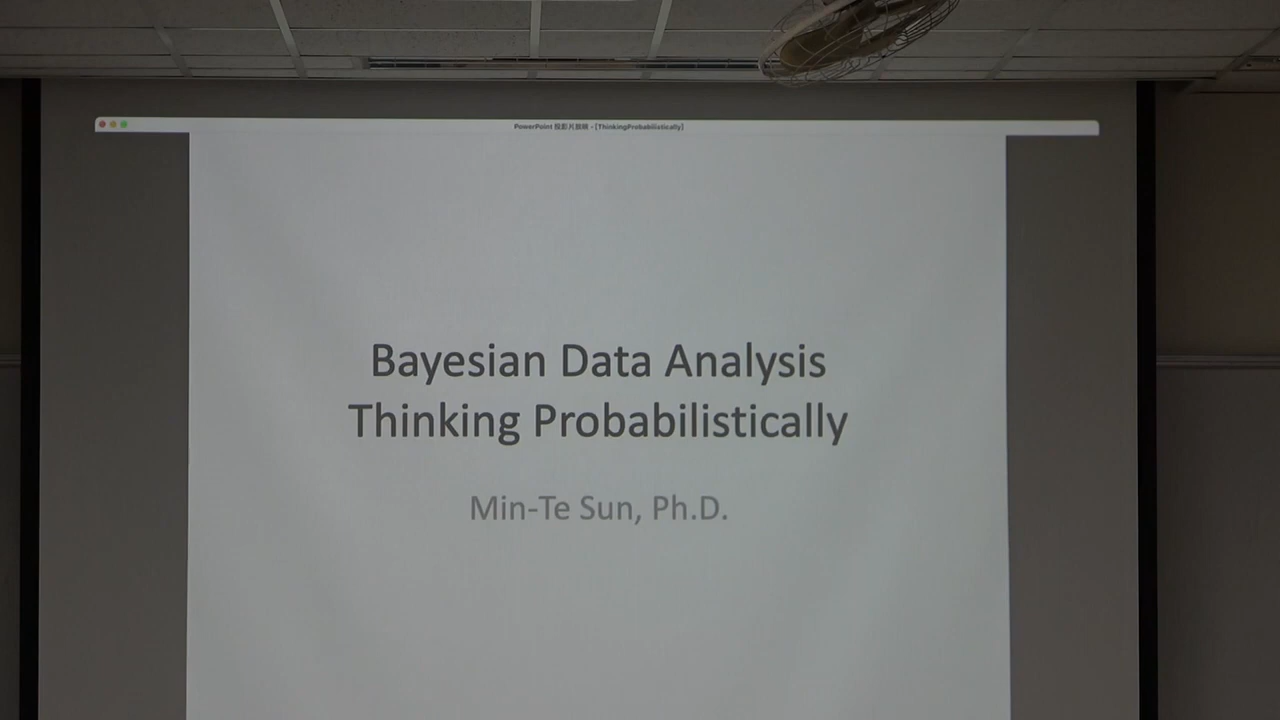 PowerPoint 投影片放映 - [ThinkingProbabilistically]
Bayesian Data Analysis
Thinking Probabilistically
Min-Te Sun, Ph.D.